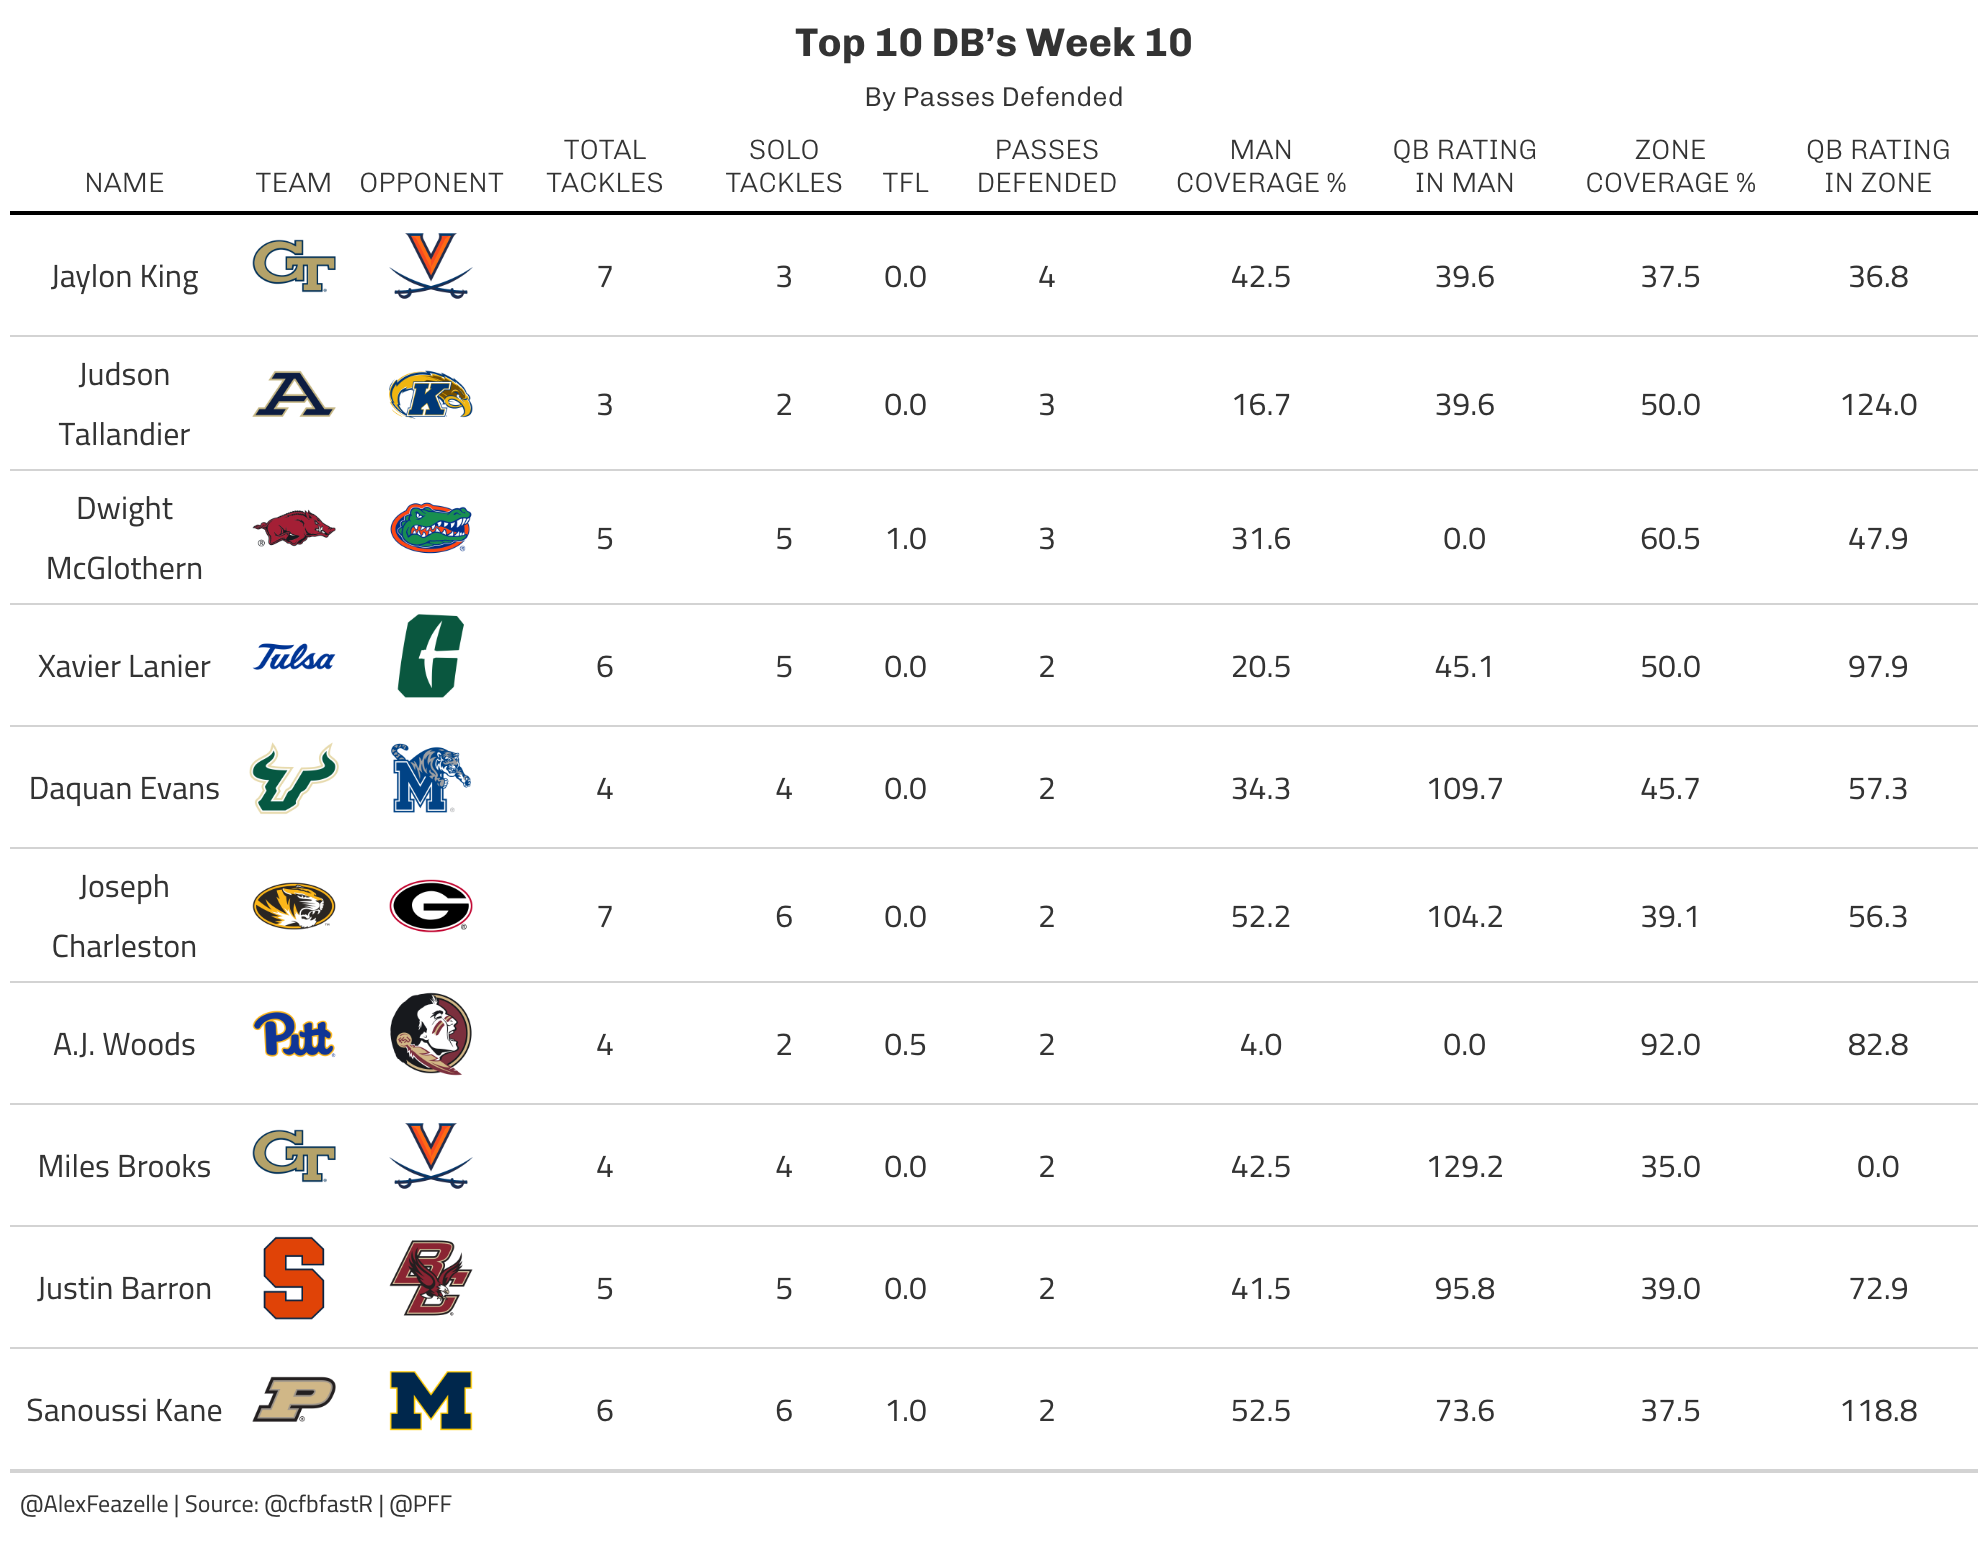 Top 10 DB’s Week 10
By Passes Defended
NAME TEAM OPPONENT TOTAL TACKLES SOLO TACKLES TFL PASSES DEFENDED MAN COVERAGE % QB RATING IN MAN ZONE COVERAGE % QB RATING IN ZONE
Jaylon King GT V 7 3 0.0 4 42.5 39.6 37.5 36.8
Judson Tallandier A K 3 2 0.0 3 16.7 39.6 50.0 124.0
Dwight McGlothern 5 5 1.0 3 31.6 0.0 60.5 47.9
Xavier Lanier Tulsa C 6 5 0.0 2 20.5 45.1 50.0 97.9
Daquan Evans U M 4 4 0.0 2 34.3 109.7 45.7 57.3
Joseph Charleston G 7 6 0.0 2 52.2 104.2 39.1 56.3
A.J. Woods Pitt 4 2 0.5 2 4.0 0.0 92.0 82.8
Miles Brooks GT V 4 4 0.0 2 42.5 129.2 35.0 0.0
Justin Barron S BC 5 5 0.0 2 41.5 95.8 39.0 72.9
Sanoussi Kane P M 6 6 1.0 2 52.5 73.6 37.5 118.8
@AlexFeazelle | Source: @cfbfastR | @PFF